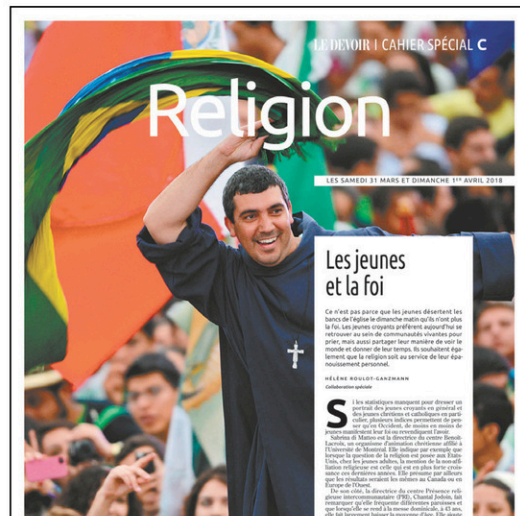 LE DEVOIR | CAHIER SPÉCIAL C
Religion
LES SAMEDI 31 MARS ET DIMANCHE 1ER AVRIL 2018
Les jeunes
et la foi
Ce n'est pas parce que les jeunes désertent les
bancs de l'église le dimanche matin qu'ils n'ont plus
la foi. Les jeunes croyants préfèrent aujourd'hui se
retrouver au sein de communautés vivantes pour
prier, mais aussi partager leur manière de voir le
monde et donner de leur temps. Ils souhaitent éga-
lement que la religion soit au service de leur épa-
nouissement personnel.
HÉLÈNE ROULOT-GANZMANN
Collaboration spéciale
Si les statistiques manquent pour dresser un
portrait des jeunes croyants en général et
des jeunes chrétiens et catholiques en parti-
culier, plusieurs indices permettent de pen-
ser qu'en Occident, de moins en moins de
jeunes manifestent leur foi ou revendiquent l'avoir.
Sabrina di Matteo est la directrice du centre Benoît-
Lacroix, un organisme d'animation chrétienne affilié à
l'Université de Montréal. Elle indique par exemple que
lorsque la question de la religion est posée aux États-
Unis, chez les jeunes adultes, la mention de la non-affi-
liation religieuse est celle qui est en plus forte crois-
sance ces dernières années. Elle présume par ailleurs
que les résultats seraient les mêmes au Canada ou en
Europe de l'Ouest.
De son côté, la directrice du centre Présence reli-
gieuse intercommunautaire (PRI), Chantal Jodoin, fait
remarquer qu'elle fréquente différentes paroisses et
que lorsqu'elle se rend à la messe dominicale, à 45 ans,
elle fait largement baisser la moyenne d'âge. Elle ajoute